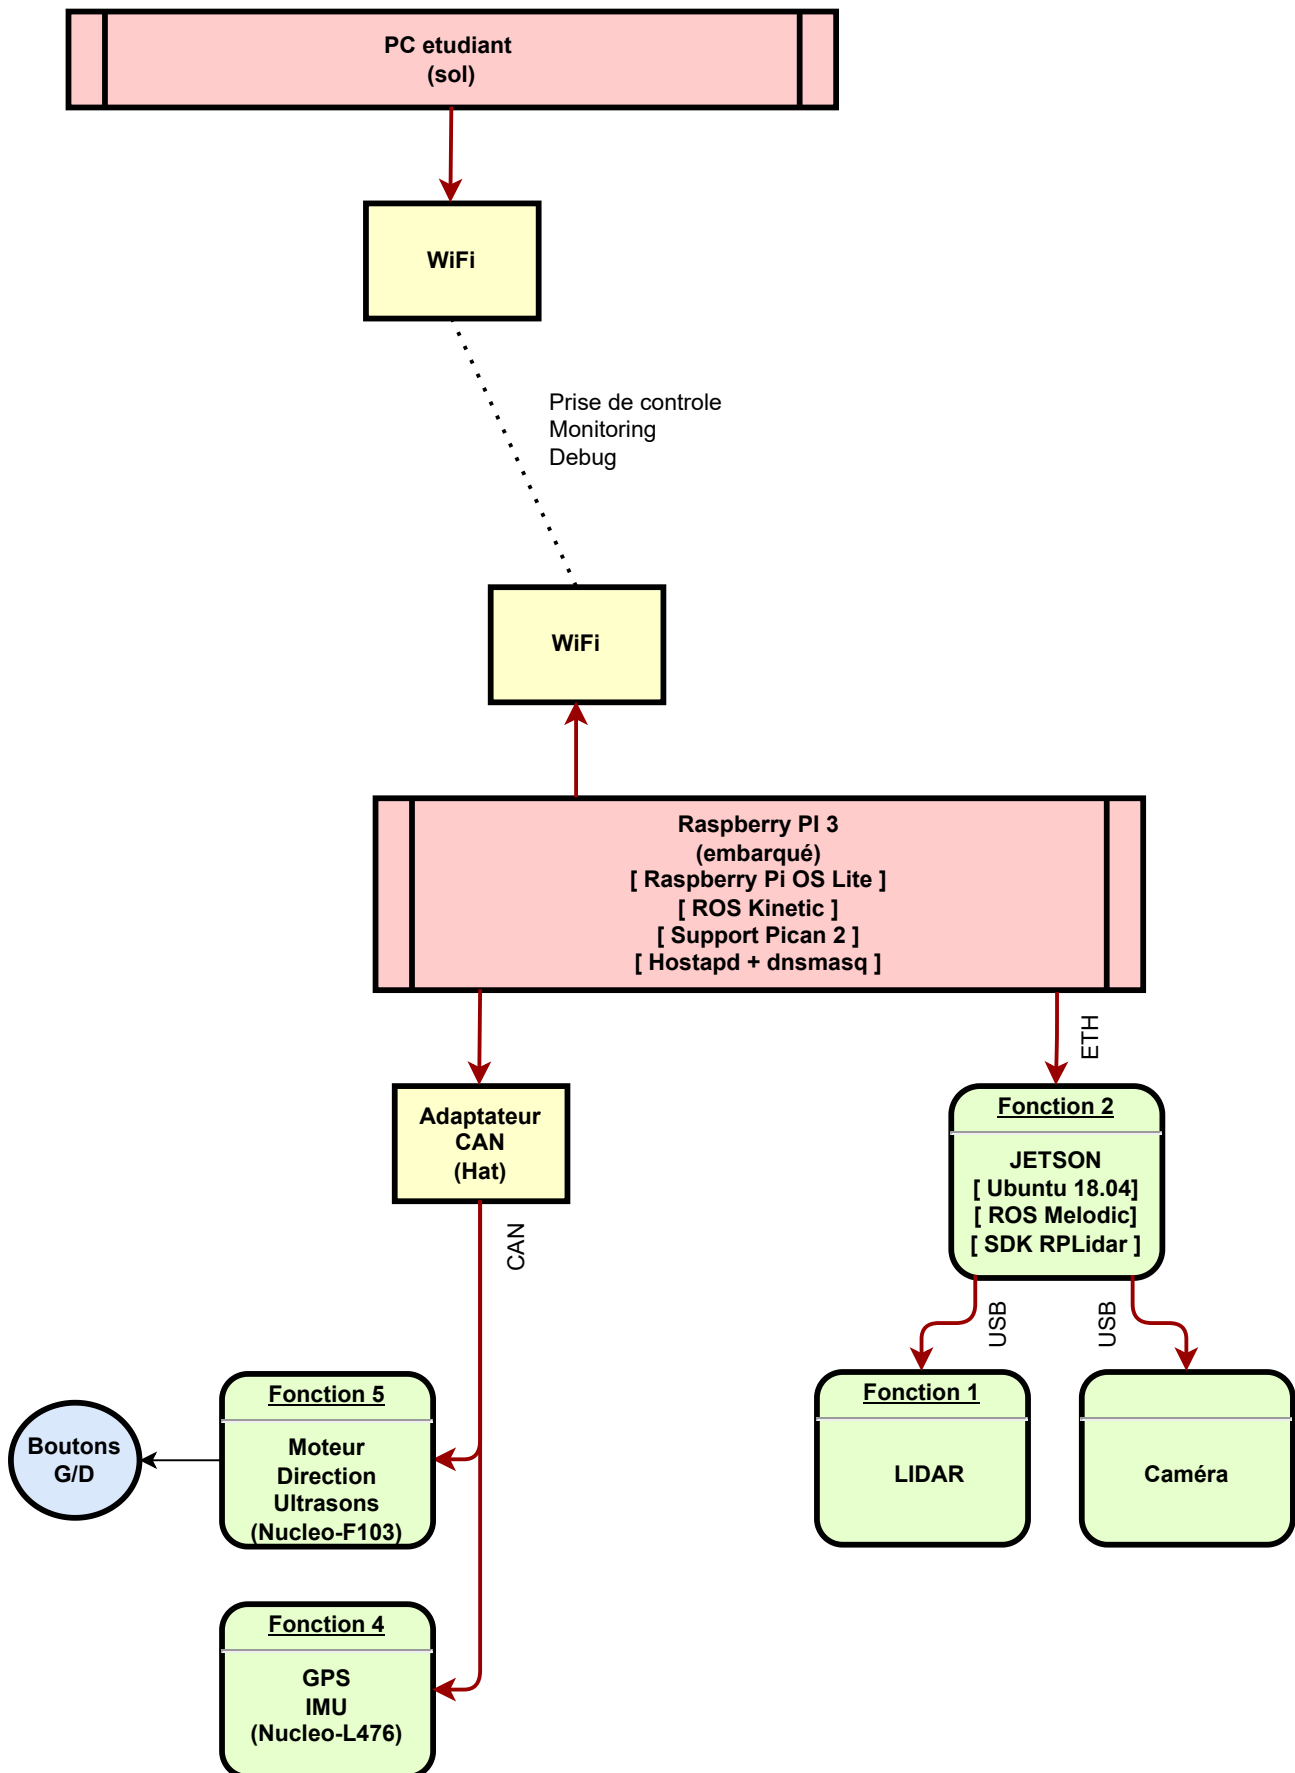 PC etudiant
(sol)
WiFi
Prise de controle
Monitoring
Debug
WiFi
Raspberry PI 3
(embarqué)
[ Raspberry Pi OS Lite ]
[ ROS Kinetic ]
[ Support Pican 2 ]
[ Hostapd + dnsmasq ]
ETH
Adaptateur
CAN
(Hat)
CAN
Fonction 2
JETSON
[ Ubuntu 18.04]
[ ROS Melodic]
[ SDK RPLidar ]
USB
USB
Boutons
G/D
Fonction 5
Moteur
Direction
Ultrasons
(Nucleo-F103)
Fonction 1
LIDAR
Caméra
Fonction 4
GPS
IMU
(Nucleo-L476)